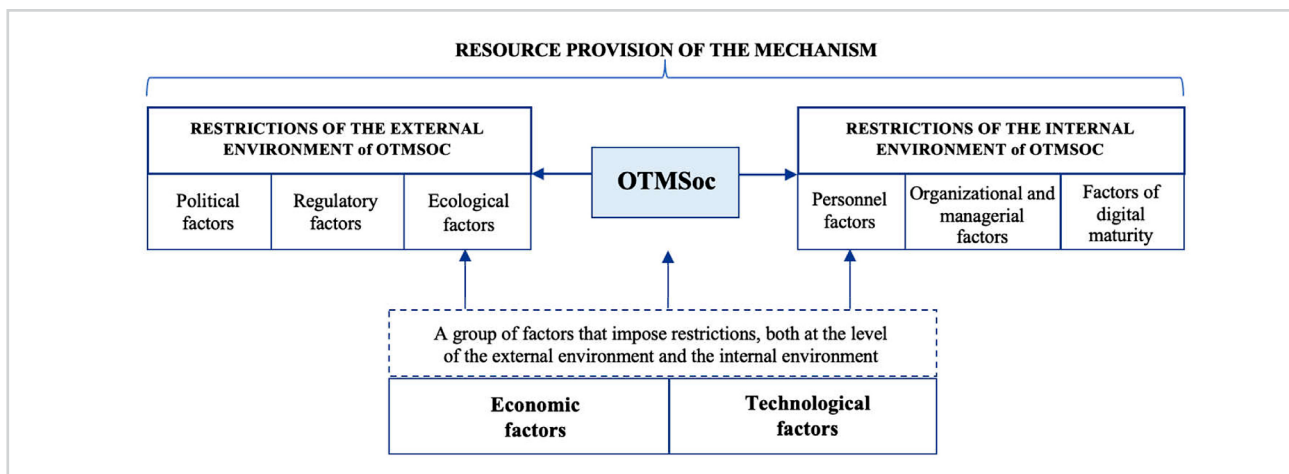 RESOURCE PROVISION OF THE MECHANISM
RESTRICTIONS OF THE EXTERNAL
ENVIRONMENT of OTMSOC
Political
factors
Regulatory
factors
Ecological
factors
OTMSoc
RESTRICTIONS OF THE INTERNAL
ENVIRONMENT of OTMSOC
Personnel
factors
Organizational and
managerial
factors
Factors of
digital
maturity
A group of factors that impose restrictions, both at the level
of the external environment and the internal environment
Economic
factors
Technological
factors